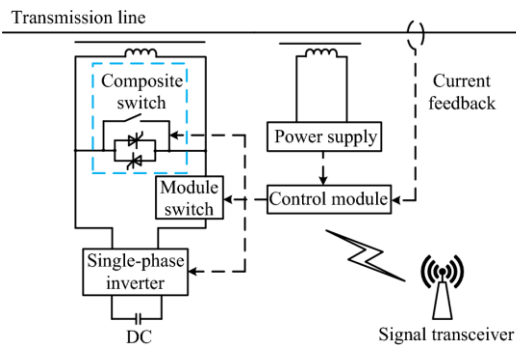 Transmission line
Composite
switch
Current
feedback
Power supply
Module
switch
Control module
Single-phase
inverter
DC
Signal transceiver